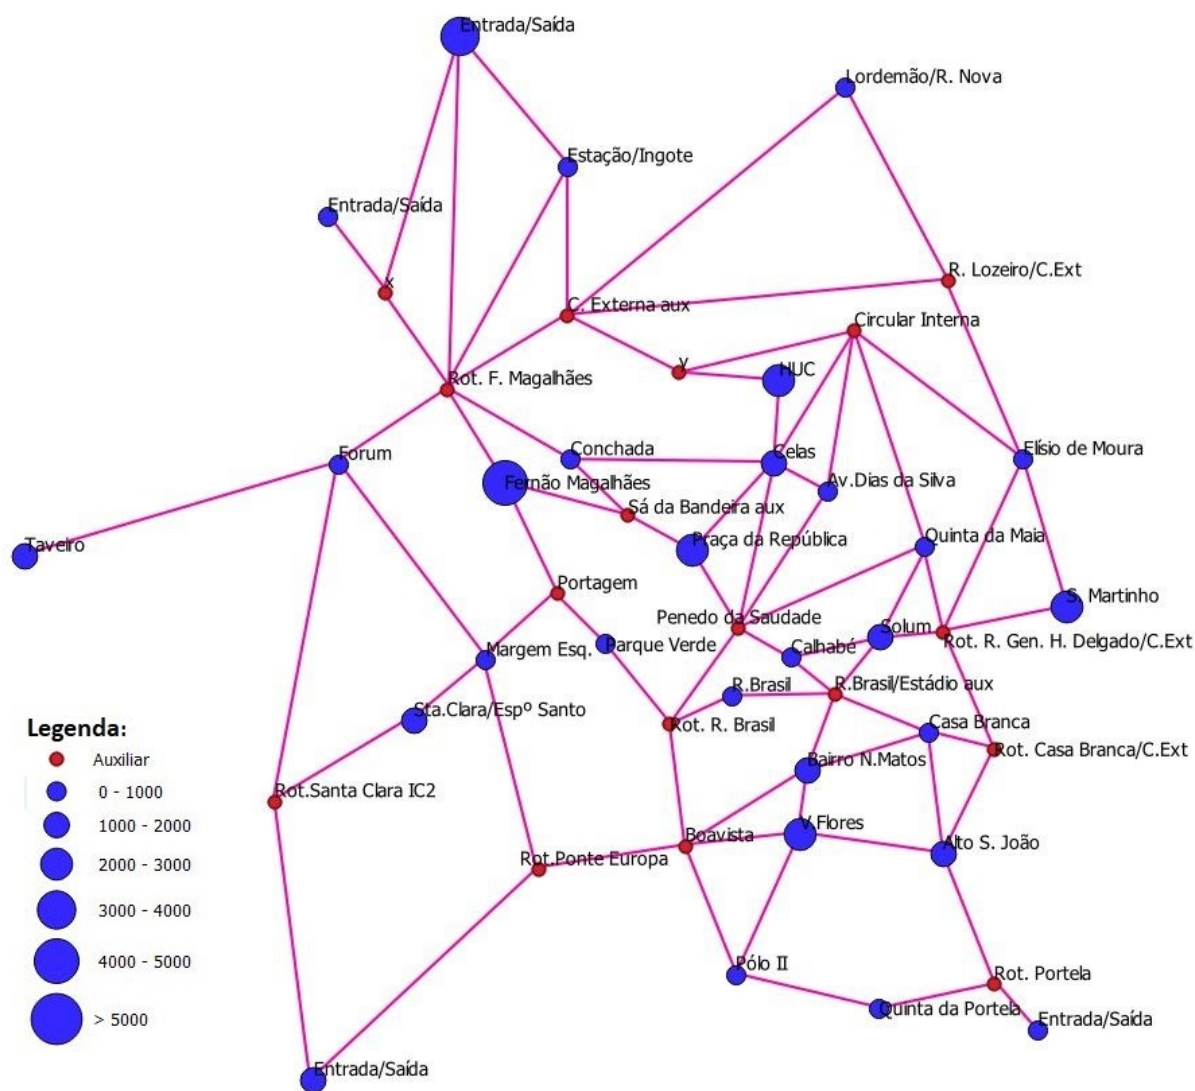 Entrada/Saída
Lordemão/R. Nova
Estação/Ingote
Entrada/Saída
R. Lozeiro/C.Ext
x
C. Externa aux
Circular Interna
y
HUC
Rot. F. Magalhães
Forum
Conchada
Celas
Elísio de Moura
Fernão Magalhães
Av.Dias da Silva
Sá da Bandeira aux
Taveiro
Praça da República
Quinta da Maia
Portagem
S. Martinho
Penedo da Saudade
Solum
Margem Esq.
Parque Verde
Calhabé
Rot. R. Gen. H. Delgado/C.Ext
R.Brasil
R.Brasil/Estádio aux
Sta.Clara/Espº Santo
Rot. R. Brasil
Casa Branca
Legenda:
Rot. Casa Branca/C.Ext
Auxiliar
Bairro N.Matos
0 - 1000
Rot.Santa Clara IC2
1000 - 2000
V.Flores
Boavista
Alto S. João
Rot.Ponte Europa
2000 - 3000
3000 - 4000
4000 - 5000
Pólo II
Rot. Portela
Quinta da Portela
> 5000
Entrada/Saída
Entrada/Saída